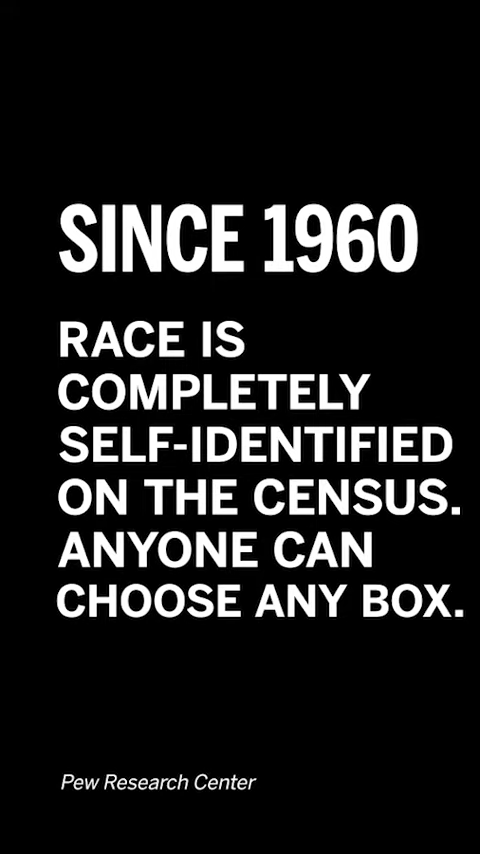 SINCE 1960
RACE IS
COMPLETELY
SELF-IDENTIFIED
ON THE CENSUS.
ANYONE CAN
CHOOSE ANY BOX.
Pew Research Center